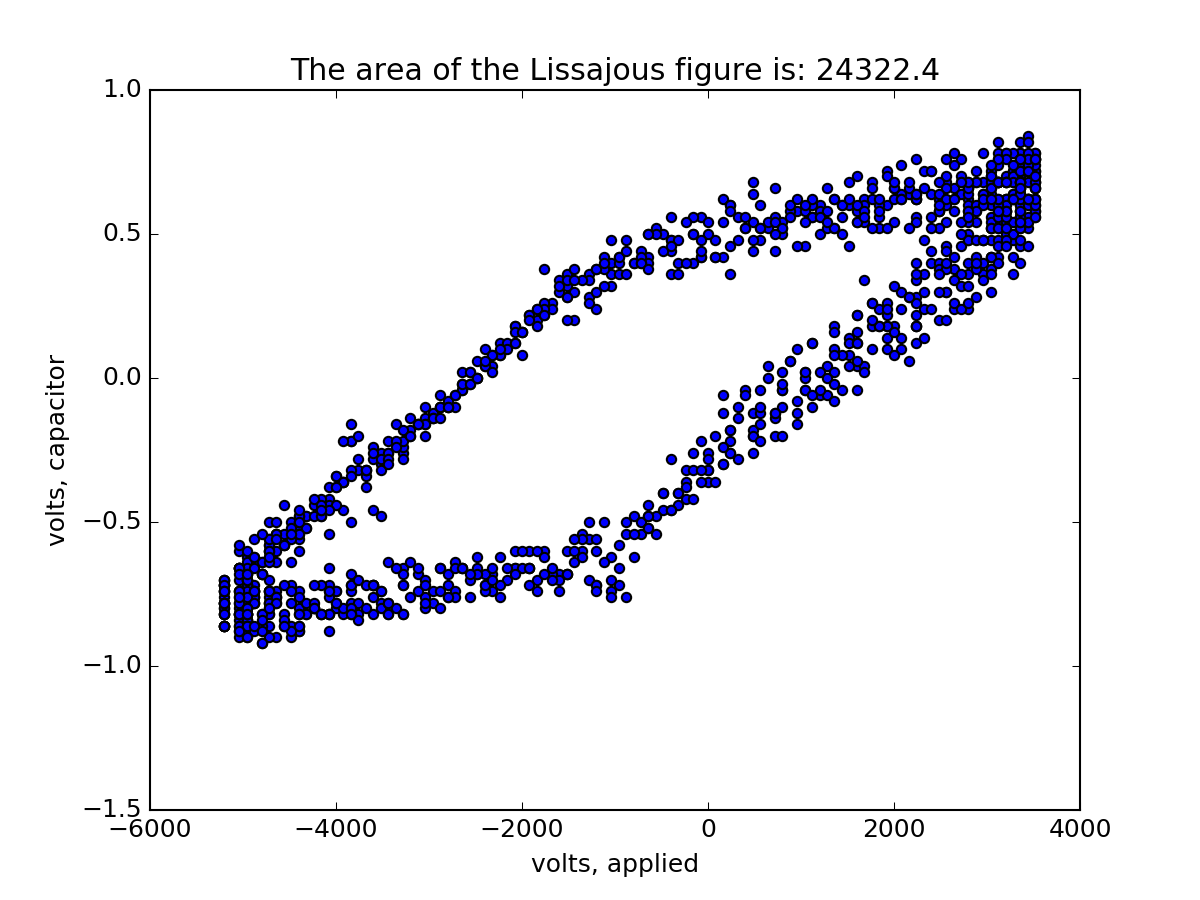 The area of the Lissajous figure is: 24322.4
1.0
0.5
0.0
−0.5
−1.0
−1.5
volts, capacitor
−6000 −4000 −2000 0 2000 4000
volts, applied